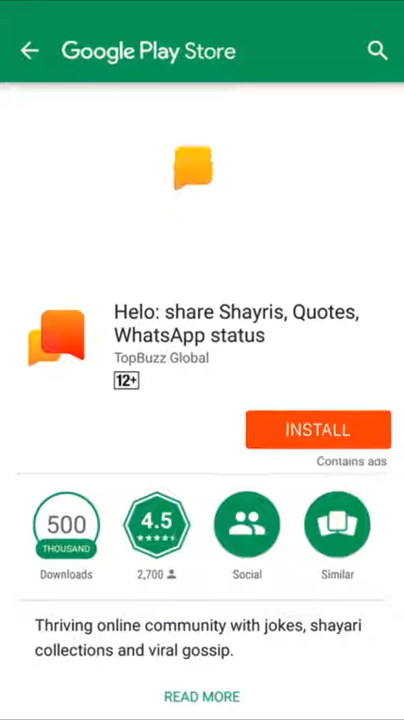 Google Play Store
Helo: share Shayris, Quotes,
WhatsApp status
TopBuzz Global
12+
INSTALL
Contains ads
500
THOUSAND
4.5
Downloads
2,700
Social
Similar
Thriving online community with jokes, shayari
collections and viral gossip.
READ MORE